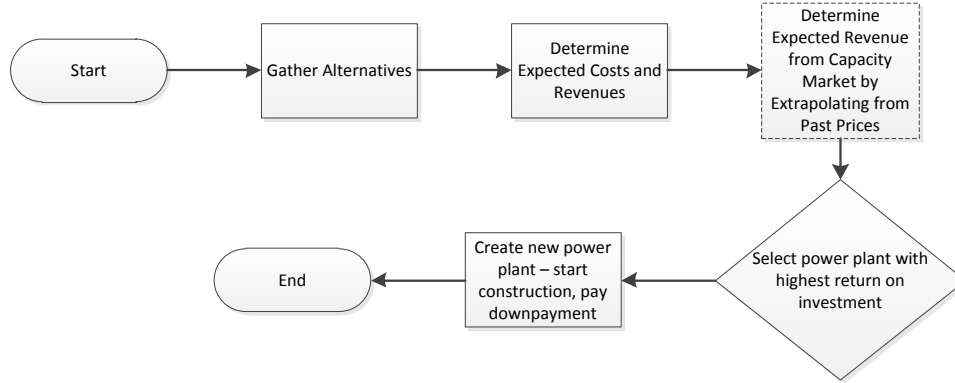 Start
Gather Alternatives
Determine
Expected Costs and
Revenues
Determine
Expected Revenue
from Capacity
Market by
Extrapolating from
Past Prices
Select power plant with
highest return on
investment
Create new power
plant – start
construction, pay
downpayment
End